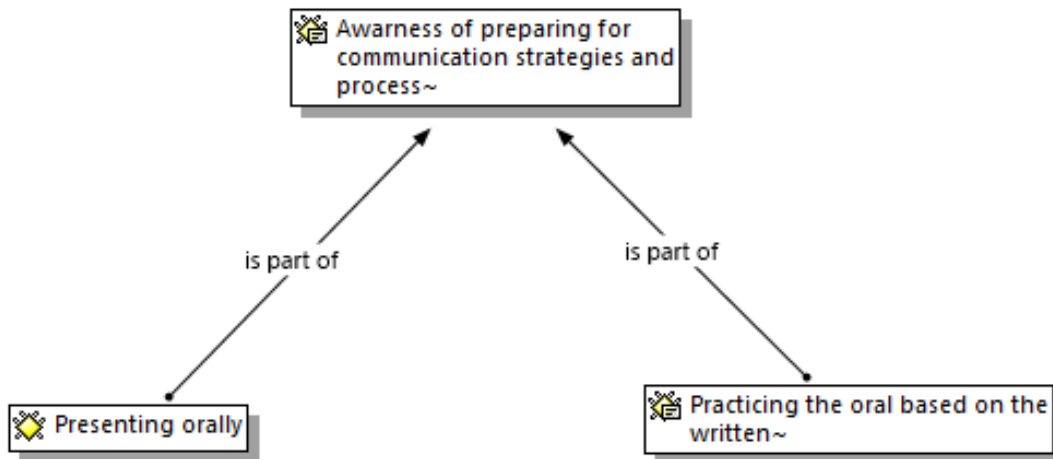 Awarness of preparing for
communication strategies and
process~
is part of
is part of
Presenting orally
Practicing the oral based on the
written~